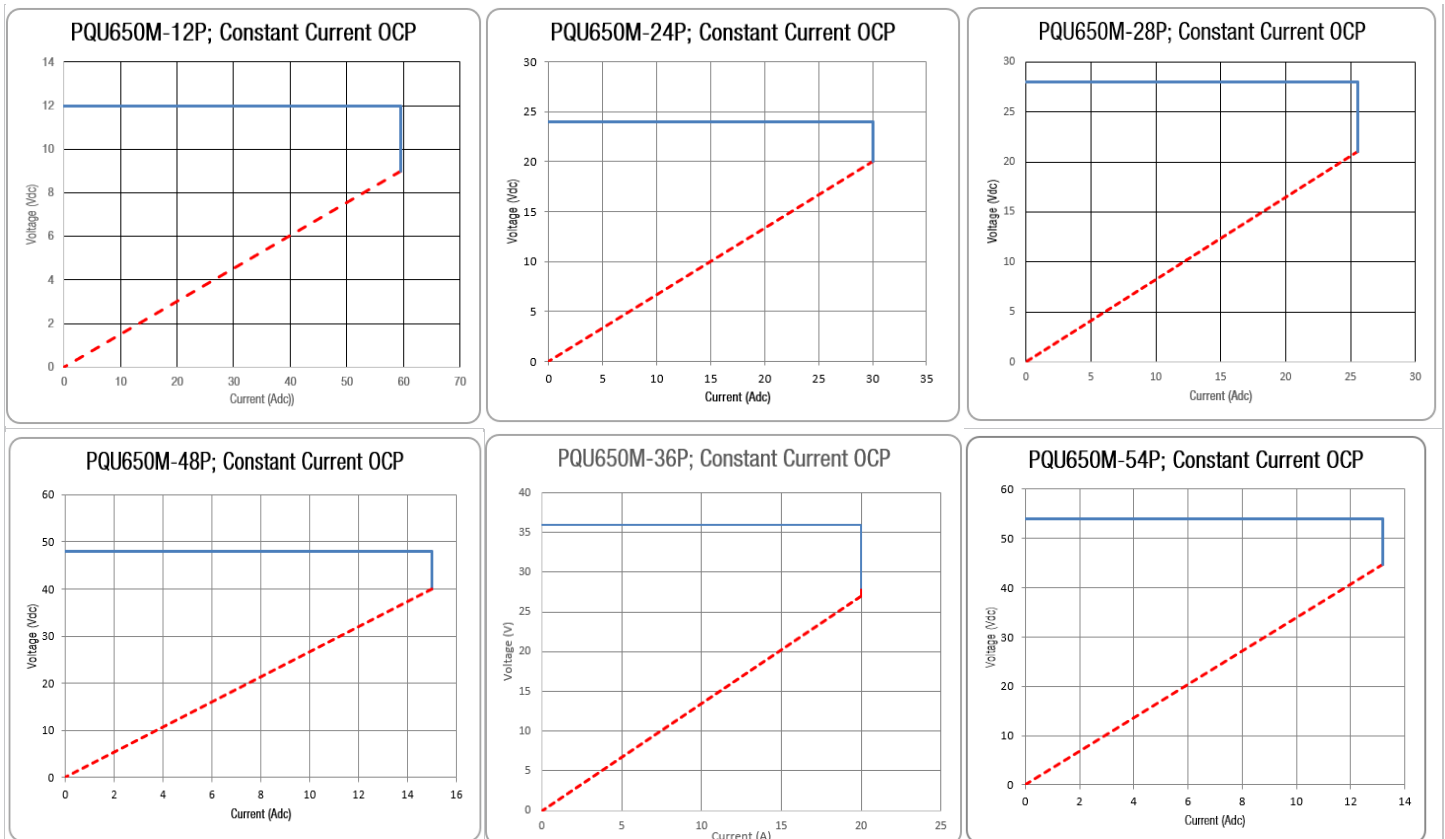 PQU650M-12P; Constant Current OCP
14
12
10
8
6
4
2
0
Voltage (Vdc)
0 10 20 30 40 50 60 70
Current (Adc))
PQU650M-24P; Constant Current OCP
30
25
20
15
10
5
0
Voltage (Vdc)
0 5 10 15 20 25 30 35
Current (Adc)
PQU650M-28P; Constant Current OCP
30
25
20
15
10
5
0
Voltage (Vdc)
0 5 10 15 20 25 30
Current (Adc)
PQU650M-48P; Constant Current OCP
60
50
40
30
20
10
0
Voltage (Vdc)
0 2 4 6 8 10 12 14 16
Current (Adc)
PQU650M-36P; Constant Current OCP
40
35
30
25
20
15
10
5
0
Voltage (V)
0 5 10 15 20 25
Current (A)
PQU650M-54P; Constant Current OCP
60
50
40
30
20
10
0
Voltage (Vdc)
0 2 4 6 8 10 12 14
Current (Adc)